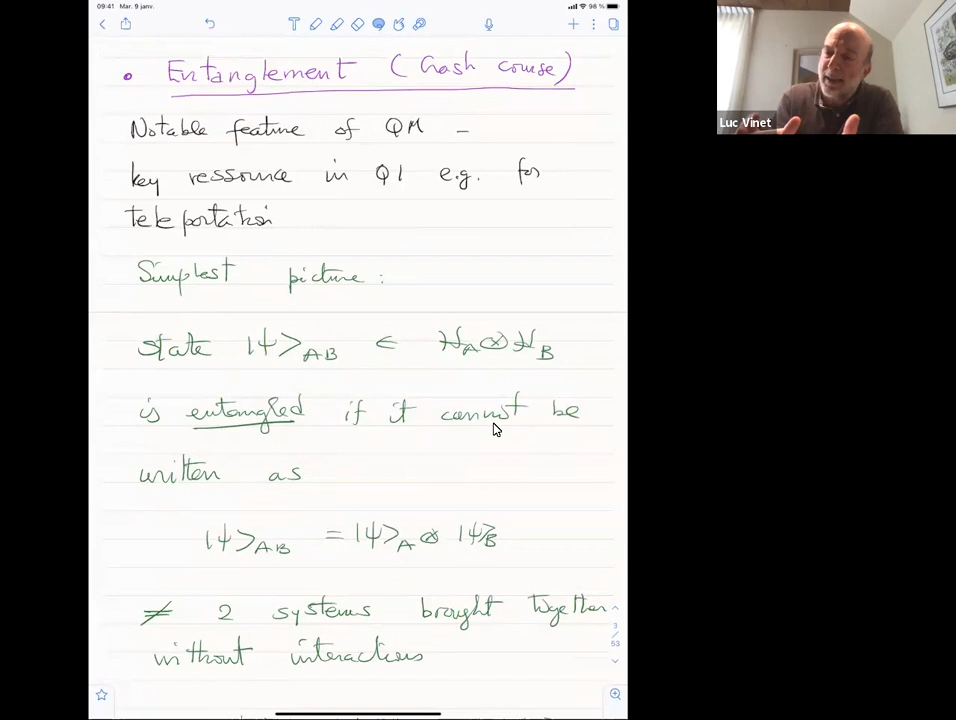 09:41 Mar. 9 janv.
98 %
• Entanglement (Crash course)
Notable feature of QM –
key ressource in QI e.g. for
teleportation
Simplest picture :
state |ψ>AB ∈ HA⊗HB
is entangled if it cannot be
written as
|ψ>AB = |ψ>A ⊗ |ψ>B
≠ 2 systems brought together
without interactions
3
/
53
Luc Vinet